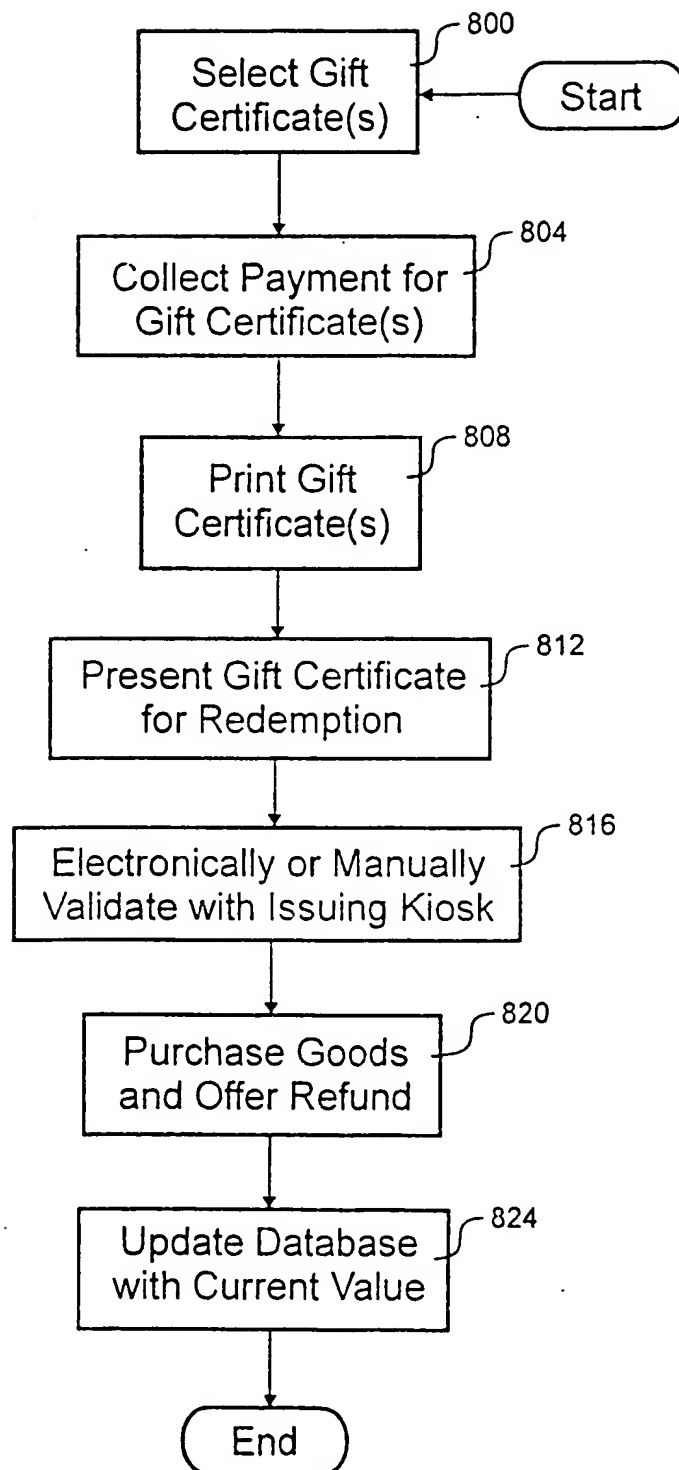 800
Select Gift
Certificate(s)
Start
804
Collect Payment for
Gift Certificate(s)
808
Print Gift
Certificate(s)
812
Present Gift Certificate
for Redemption
816
Electronically or Manually
Validate with Issuing Kiosk
820
Purchase Goods
and Offer Refund
824
Update Database
with Current Value
End